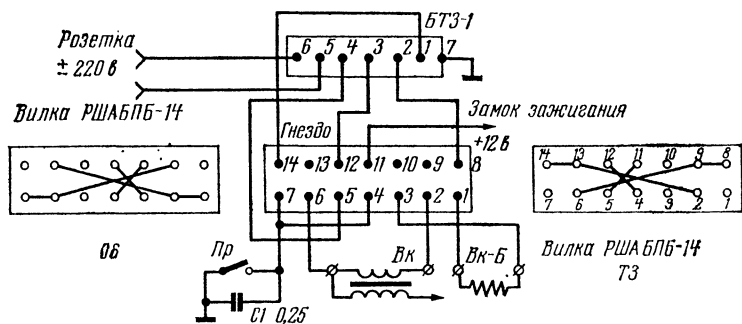 БТЗ-1
Розетка
± 220 в
6 5 4 3 2 1 7
Вилка РШАБПБ-14
Замок зажигания
Гнездо
+12 в
14 13 12 11 10 9 8
7 6 5 4 3 2 1
14 13 12 11 10 9 8
7 6 5 4 9 2 1
ОБ
Пр
Вк
Вк-Б
Вилка РШАБПБ-14
ТЗ
С1 0,25